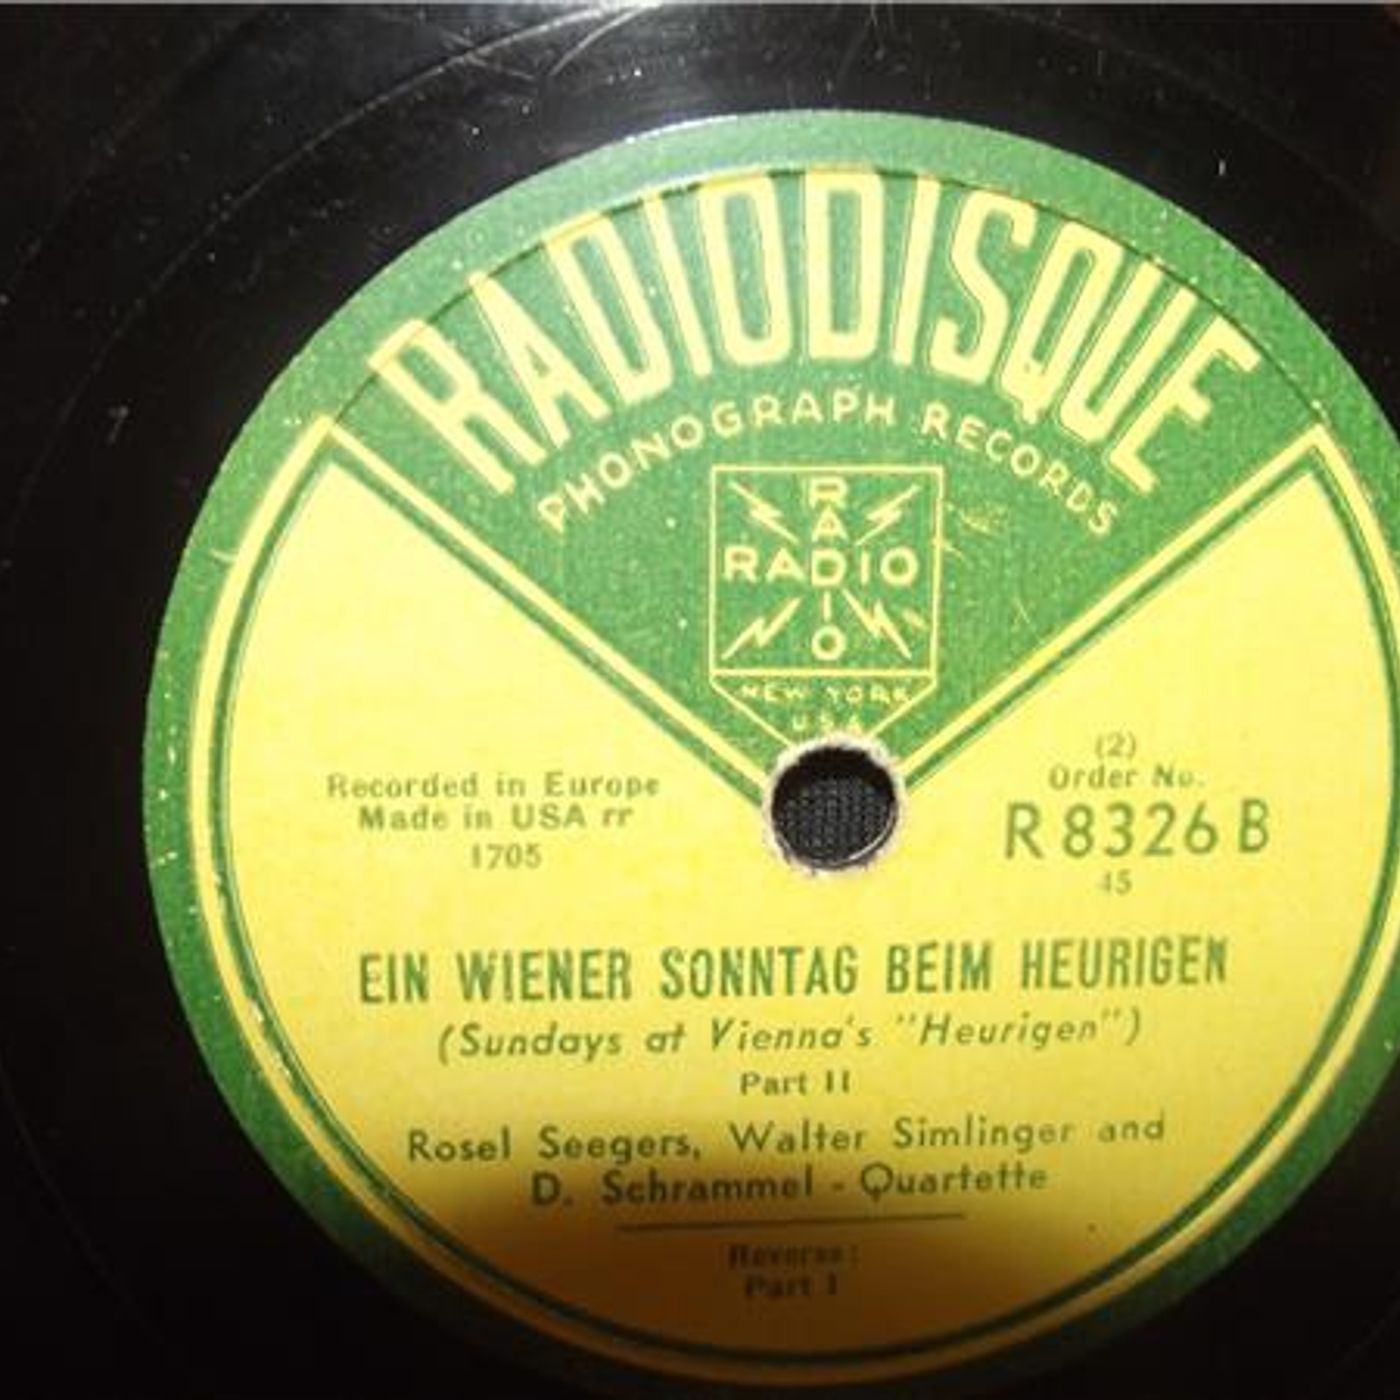 RADIODISQUE
PHONOGRAPH RECORDS
RADIO
RADIO
NEW YORK
USA
Recorded in Europe
Made in USA rr
1705
(2)
Order No.
R 8326 B
45
EIN WIENER SONNTAG BEIM HEURIGEN
(Sundays at Vienna's "Heurigen")
Part II
Rosel Seegers, Walter Simlinger and
D. Schrammel - Quartette
Reverse:
Part I